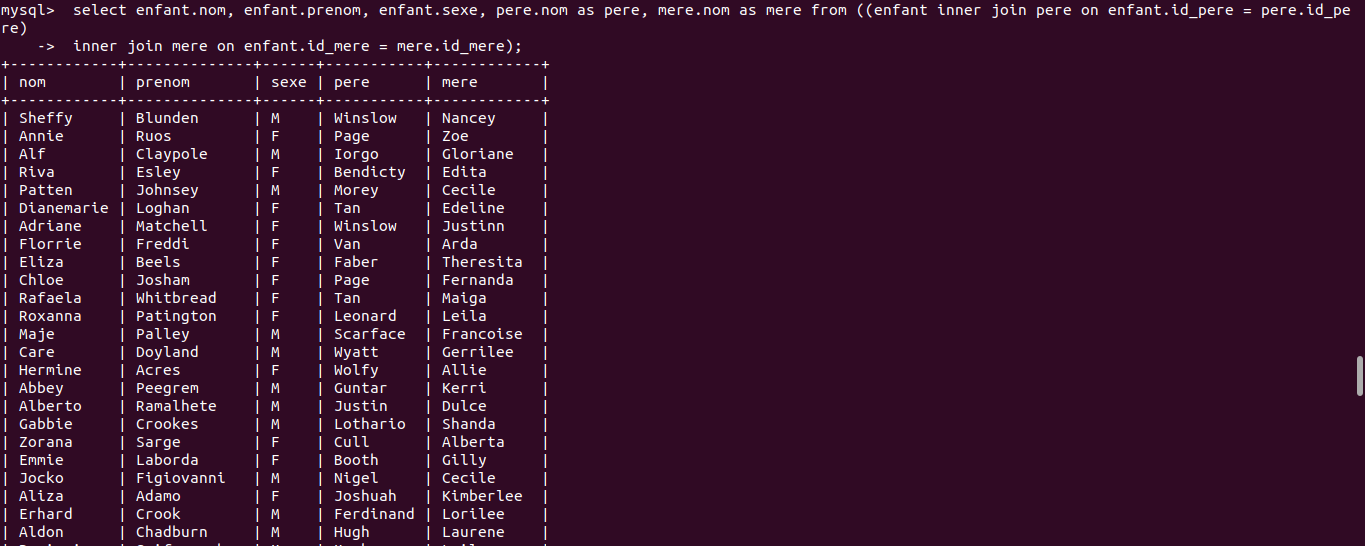 mysql>  select enfant.nom, enfant.prenom, enfant.sexe, pere.nom as pere, mere.nom as mere from ((enfant inner join pere on enfant.id_pere = pere.id_pe
re)
    ->  inner join mere on enfant.id_mere = mere.id_mere);
+------------+--------------+------+-----------+------------+
| nom        | prenom       | sexe | pere      | mere       |
+------------+--------------+------+-----------+------------+
| Sheffy     | Blunden      | M    | Winslow   | Nancey     |
| Annie      | Ruos         | F    | Page      | Zoe        |
| Alf        | Claypole     | M    | Iorgo     | Gloriane   |
| Riva       | Esley        | F    | Bendicty  | Edita      |
| Patten     | Johnsey      | M    | Morey     | Cecile     |
| Dianemarie | Loghan       | F    | Tan       | Edeline    |
| Adriane    | Matchell     | F    | Winslow   | Justinn    |
| Florrie    | Freddi       | F    | Van       | Arda       |
| Eliza      | Beels        | F    | Faber     | Theresita  |
| Chloe      | Josham       | F    | Page      | Fernanda   |
| Rafaela    | Whitbread    | F    | Tan       | Maiga      |
| Roxanna    | Patington    | F    | Leonard   | Leila      |
| Maje       | Palley       | M    | Scarface  | Francoise  |
| Care       | Doyland      | M    | Wyatt     | Gerrilee   |
| Hermine    | Acres        | F    | Wolfy     | Allie      |
| Abbey      | Peegrem      | M    | Guntar    | Kerri      |
| Alberto    | Ramalhete    | M    | Justin    | Dulce      |
| Gabbie     | Crookes      | M    | Lothario  | Shanda     |
| Zorana     | Sarge        | F    | Cull      | Alberta    |
| Emmie      | Laborda      | F    | Booth     | Gilly      |
| Jocko      | Figiovanni   | M    | Nigel     | Cecile     |
| Aliza      | Adamo        | F    | Joshuah   | Kimberlee  |
| Erhard     | Crook        | M    | Ferdinand | Lorilee    |
| Aldon      | Chadburn     | M    | Hugh      | Laurene    |